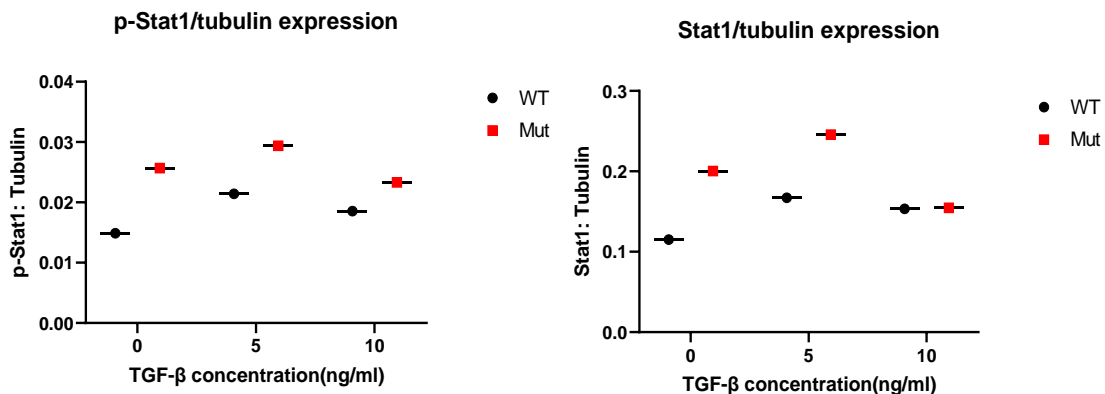 p-Stat1/tubulin expression
p-Stat1: Tubulin
0.04
0.03
0.02
0.01
0.00
0
5
10
TGF-β concentration(ng/ml)
WT
Mut
Stat1/tubulin expression
Stat1: Tubulin
0.3
0.2
0.1
0.0
0
5
10
TGF-β concentration(ng/ml)
WT
Mut